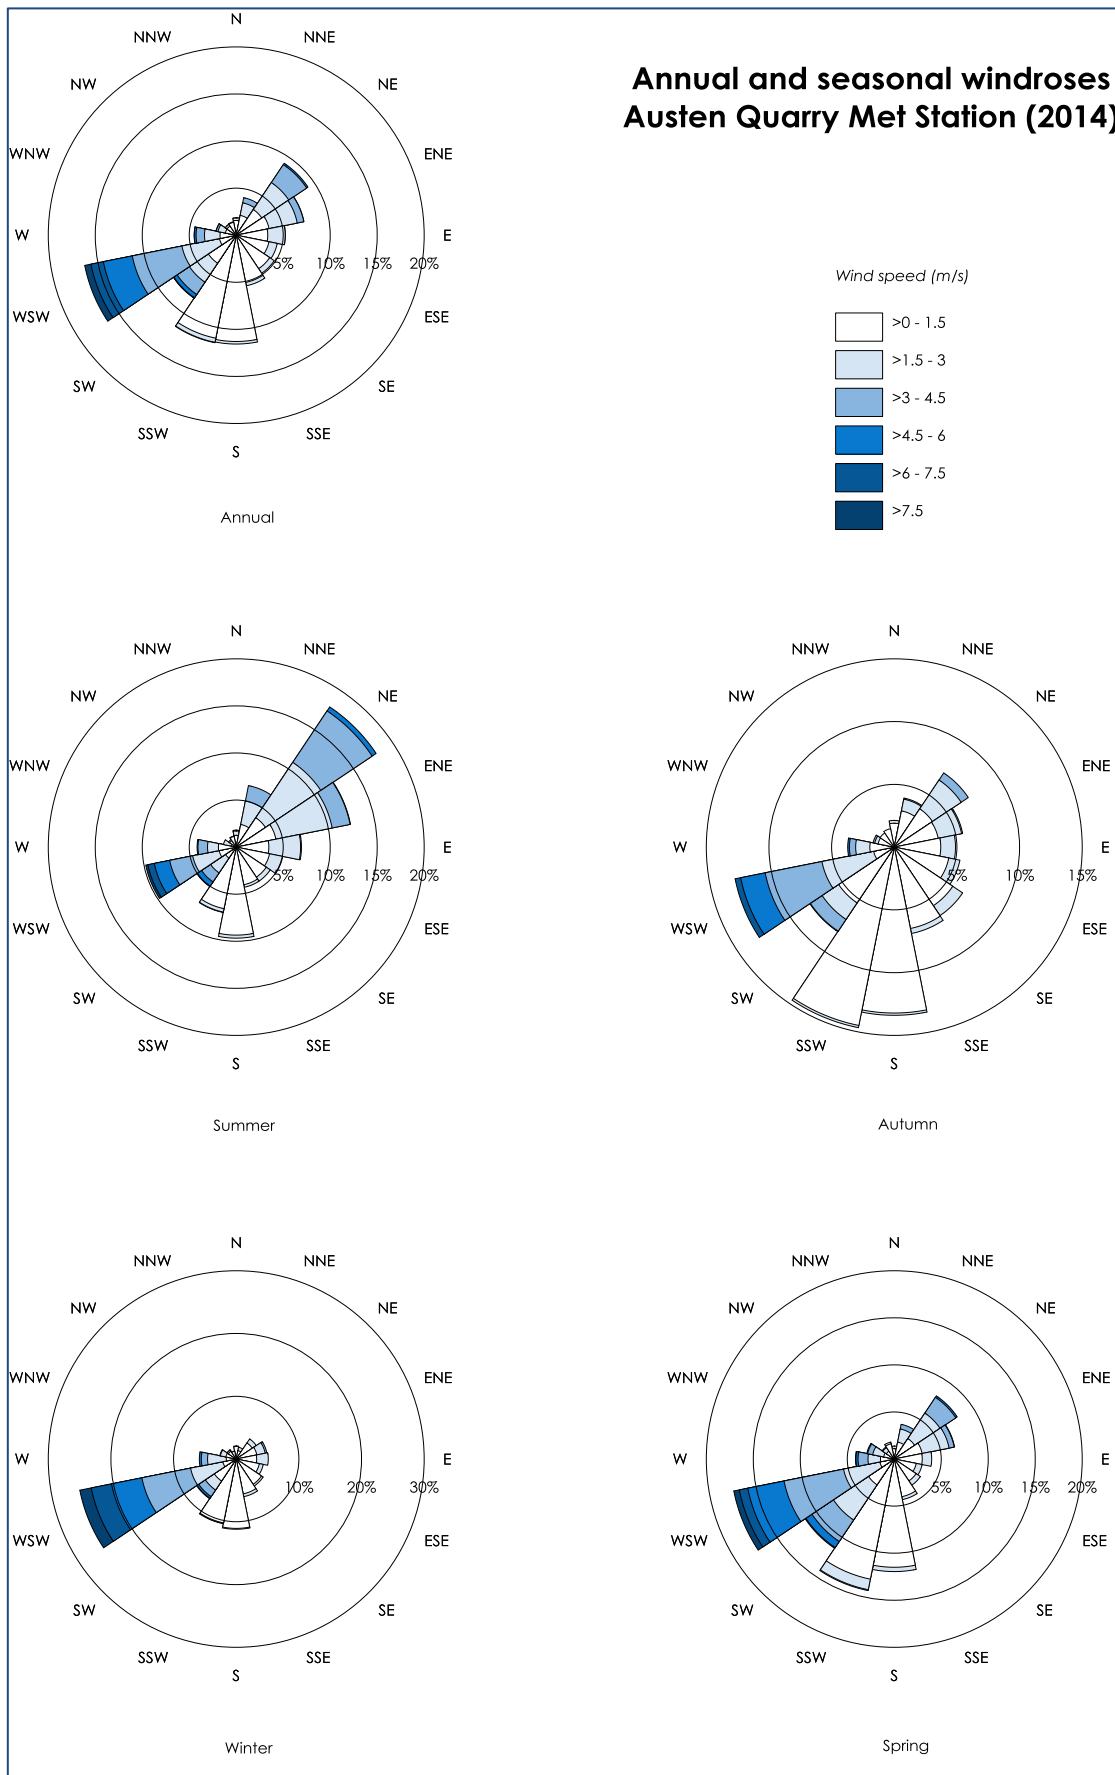 Annual and seasonal windroses
Austen Quarry Met Station (2014)
N
NNW
NNE
NW
NE
WNW
ENE
W
E
5%
10%
15%
20%
WSW
ESE
SW
SE
SSW
SSE
S
Annual
Wind speed (m/s)
>0 - 1.5
>1.5 - 3
>3 - 4.5
>4.5 - 6
>6 - 7.5
>7.5
N
NNW
NNE
NW
NE
WNW
ENE
W
E
5%
10%
15%
20%
WSW
ESE
SW
SE
SSW
SSE
S
Summer
N
NNW
NNE
NW
NE
WNW
ENE
W
E
5%
10%
15%
WSW
ESE
SW
SE
SSW
SSE
S
Autumn
N
NNW
NNE
NW
NE
WNW
ENE
W
E
10%
20%
30%
WSW
ESE
SW
SE
SSW
SSE
S
Winter
N
NNW
NNE
NW
NE
WNW
ENE
W
E
5%
10%
15%
20%
WSW
ESE
SW
SE
SSW
SSE
S
Spring